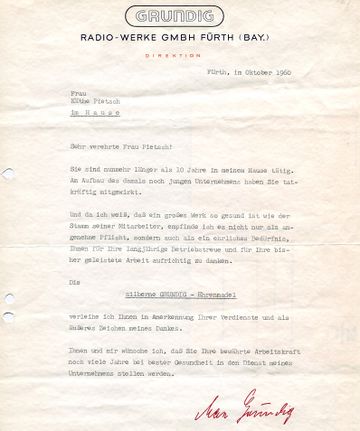 GRUNDIG
RADIO-WERKE GMBH FÜRTH (BAY.)
DIREKTION
Fürth, im Oktober 1960
Frau
Käthe Pietsch
im Hause
Sehr verehrte Frau Pietsch!
Sie sind nunmehr länger als 10 Jahre in meinem Hause tätig.
Am Aufbau des damals noch jungen Unternehmens haben Sie tat-
kräftig mitgewirkt.
Und da ich weiß, daß ein großes Werk so gesund ist wie der
Stamm seiner Mitarbeiter, empfinde ich es nicht nur als an-
genehme Pflicht, sondern auch als ein ehrliches Bedürfnis,
Ihnen für Ihre langjährige Betriebstreue und für Ihre bis-
her geleistete Arbeit aufrichtig zu danken.
Die
silberne GRUNDIG - Ehrennadel
verleihe ich Ihnen in Anerkennung Ihrer Verdienste und als
äußeres Zeichen meines Dankes.
Ihnen und mir wünsche ich, daß Sie Ihre bewährte Arbeitskraft
noch viele Jahre bei bester Gesundheit in den Dienst meines
Unternehmens stellen werden.
Max Grundig